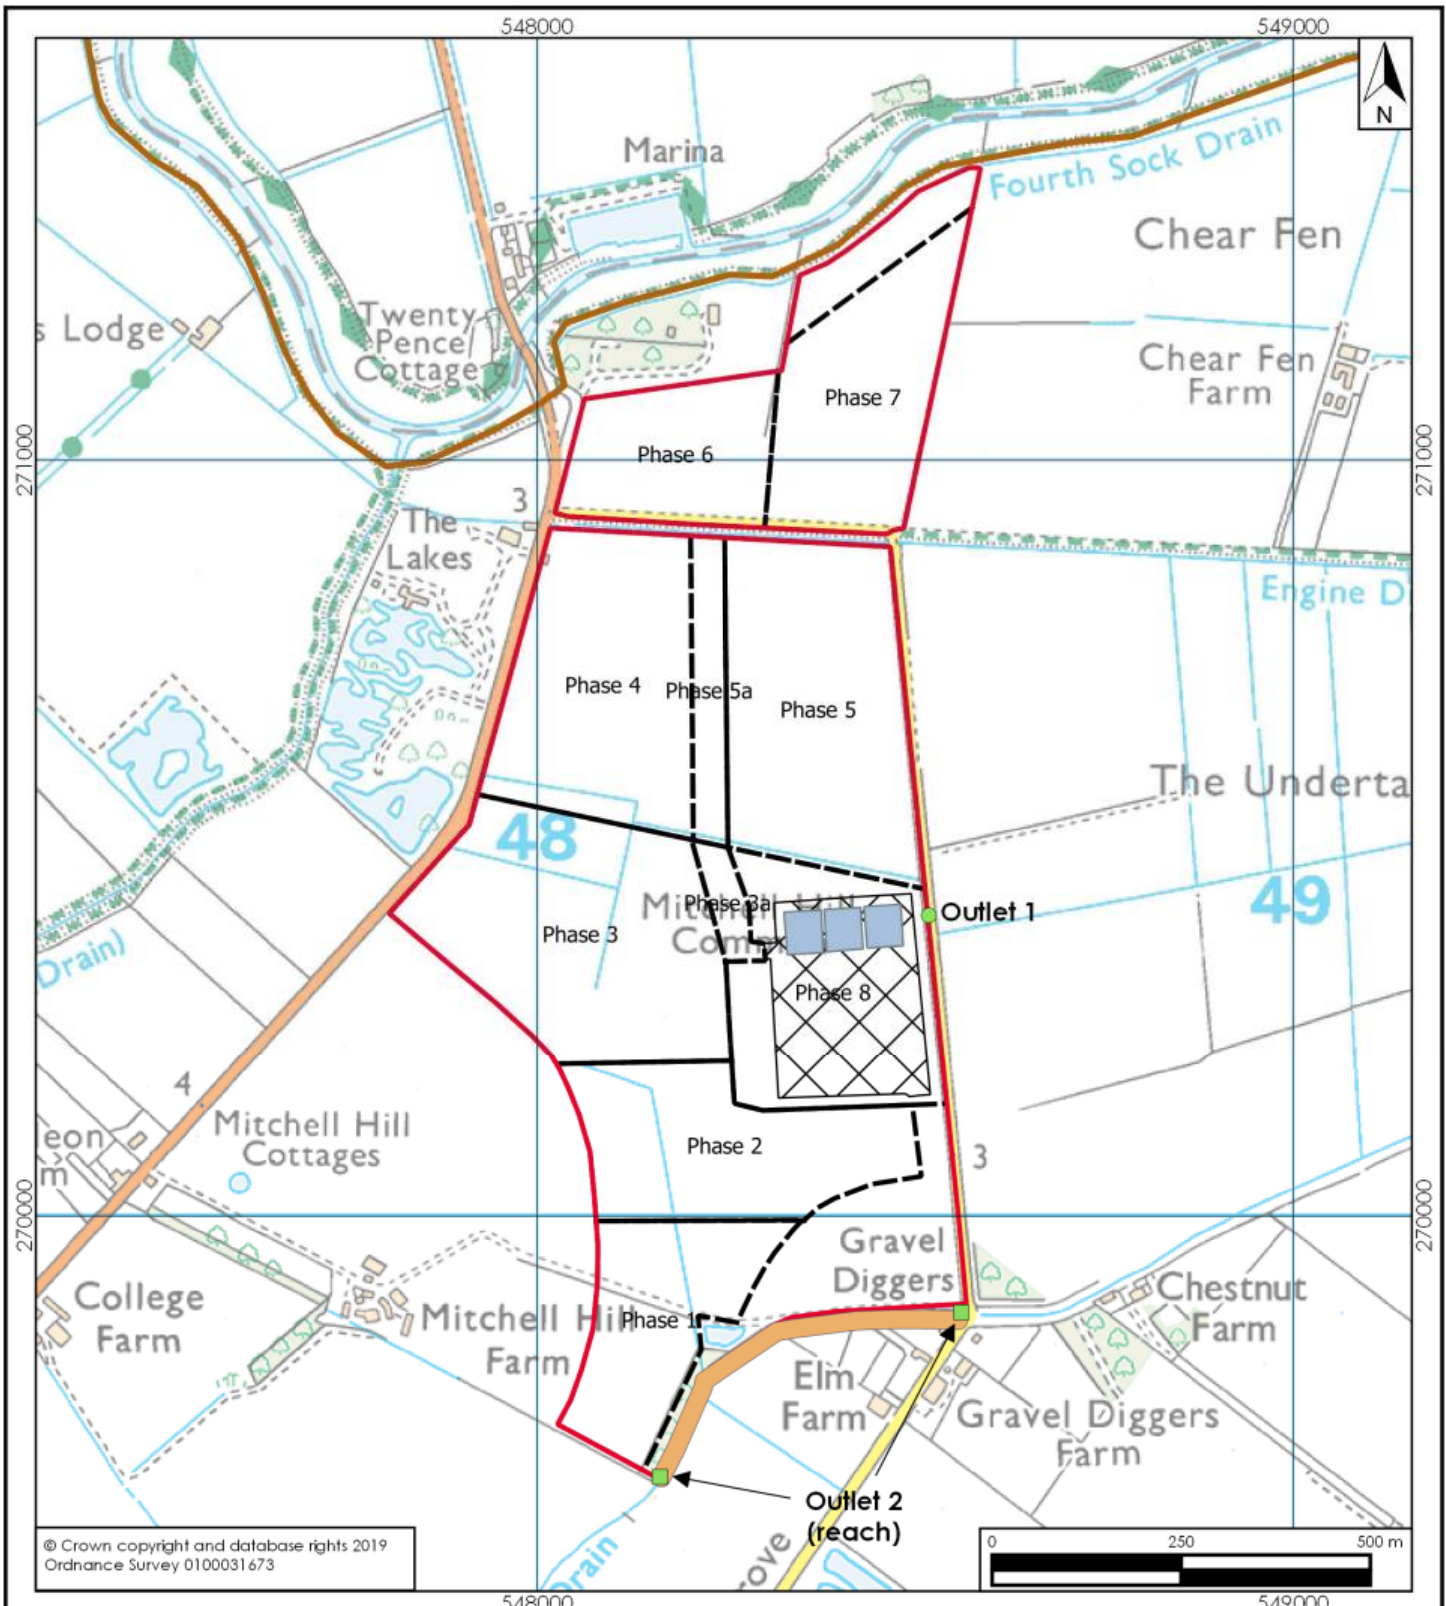 548000
549000
N
Marina
Fourth Sock Drain
Chear Fen
s Lodge
Twenty
Pence
Cottage
Chear Fen
Farm
Phase 7
271000
Phase 6
271000
3
The
Lakes
Engine D
Phase 4
Phase 5a
Phase 5
The Underta
48
49
Phase 3a
Outlet 1
Phase 3
Drain)
Phase 8
4
eon
m
Mitchell Hill
Cottages
Phase 2
3
270000
270000
Gravel
Diggers
College
Farm
Mitchell Hill
Farm
Phase 1
Chestnut
Farm
Elm
Farm
Gravel Diggers
Farm
Outlet 2
(reach)
rove
Drain
© Crown copyright and database rights 2019
Ordnance Survey 0100031673
0 250 500 m
548000
549000